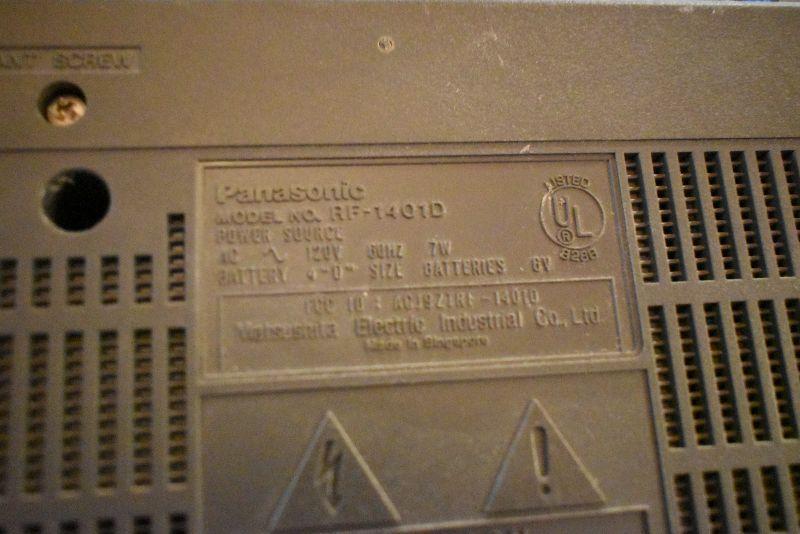 ANT SCREW
Panasonic
MODEL NO. RF-1401D
POWER SOURCE
AC ∿ 120V 60HZ 7W
BATTERY 4"D" SIZE BATTERIES 6V
LISTED
UL
®
FCC ID : ACJ9Z1RF-1401D
Matsushita Electric Industrial Co., Ltd.
Made in Singapore